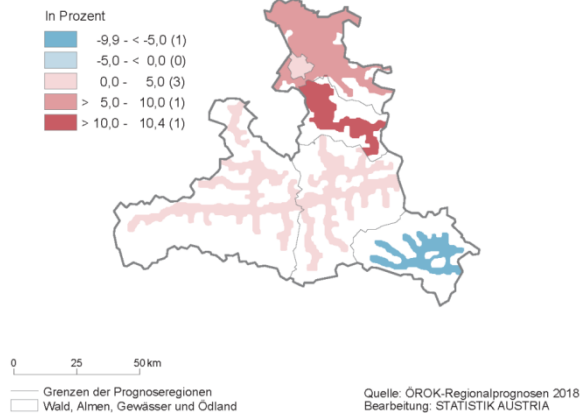 In Prozent
-9,9 - < -5,0 (1)
-5,0 - < 0,0 (0)
0,0 - 5,0 (3)
> 5,0 - 10,0 (1)
> 10,0 - 10,4 (1)
0 25 50 km
Grenzen der Prognoseregionen
Wald, Almen, Gewässer und Ödland
Quelle: ÖROK-Regionalprognosen 2018
Bearbeitung: STATISTIK AUSTRIA